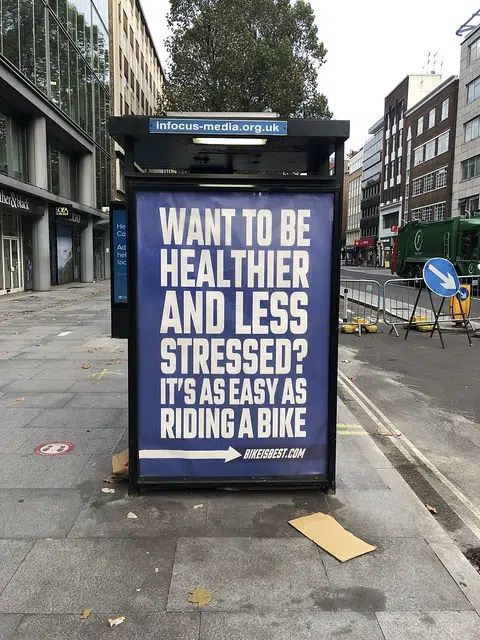 infocus-media.org.uk
WANT TO BE
HEALTHIER
AND LESS
STRESSED?
IT'S AS EASY AS
RIDING A BIKE
BIKEISBEST.COM